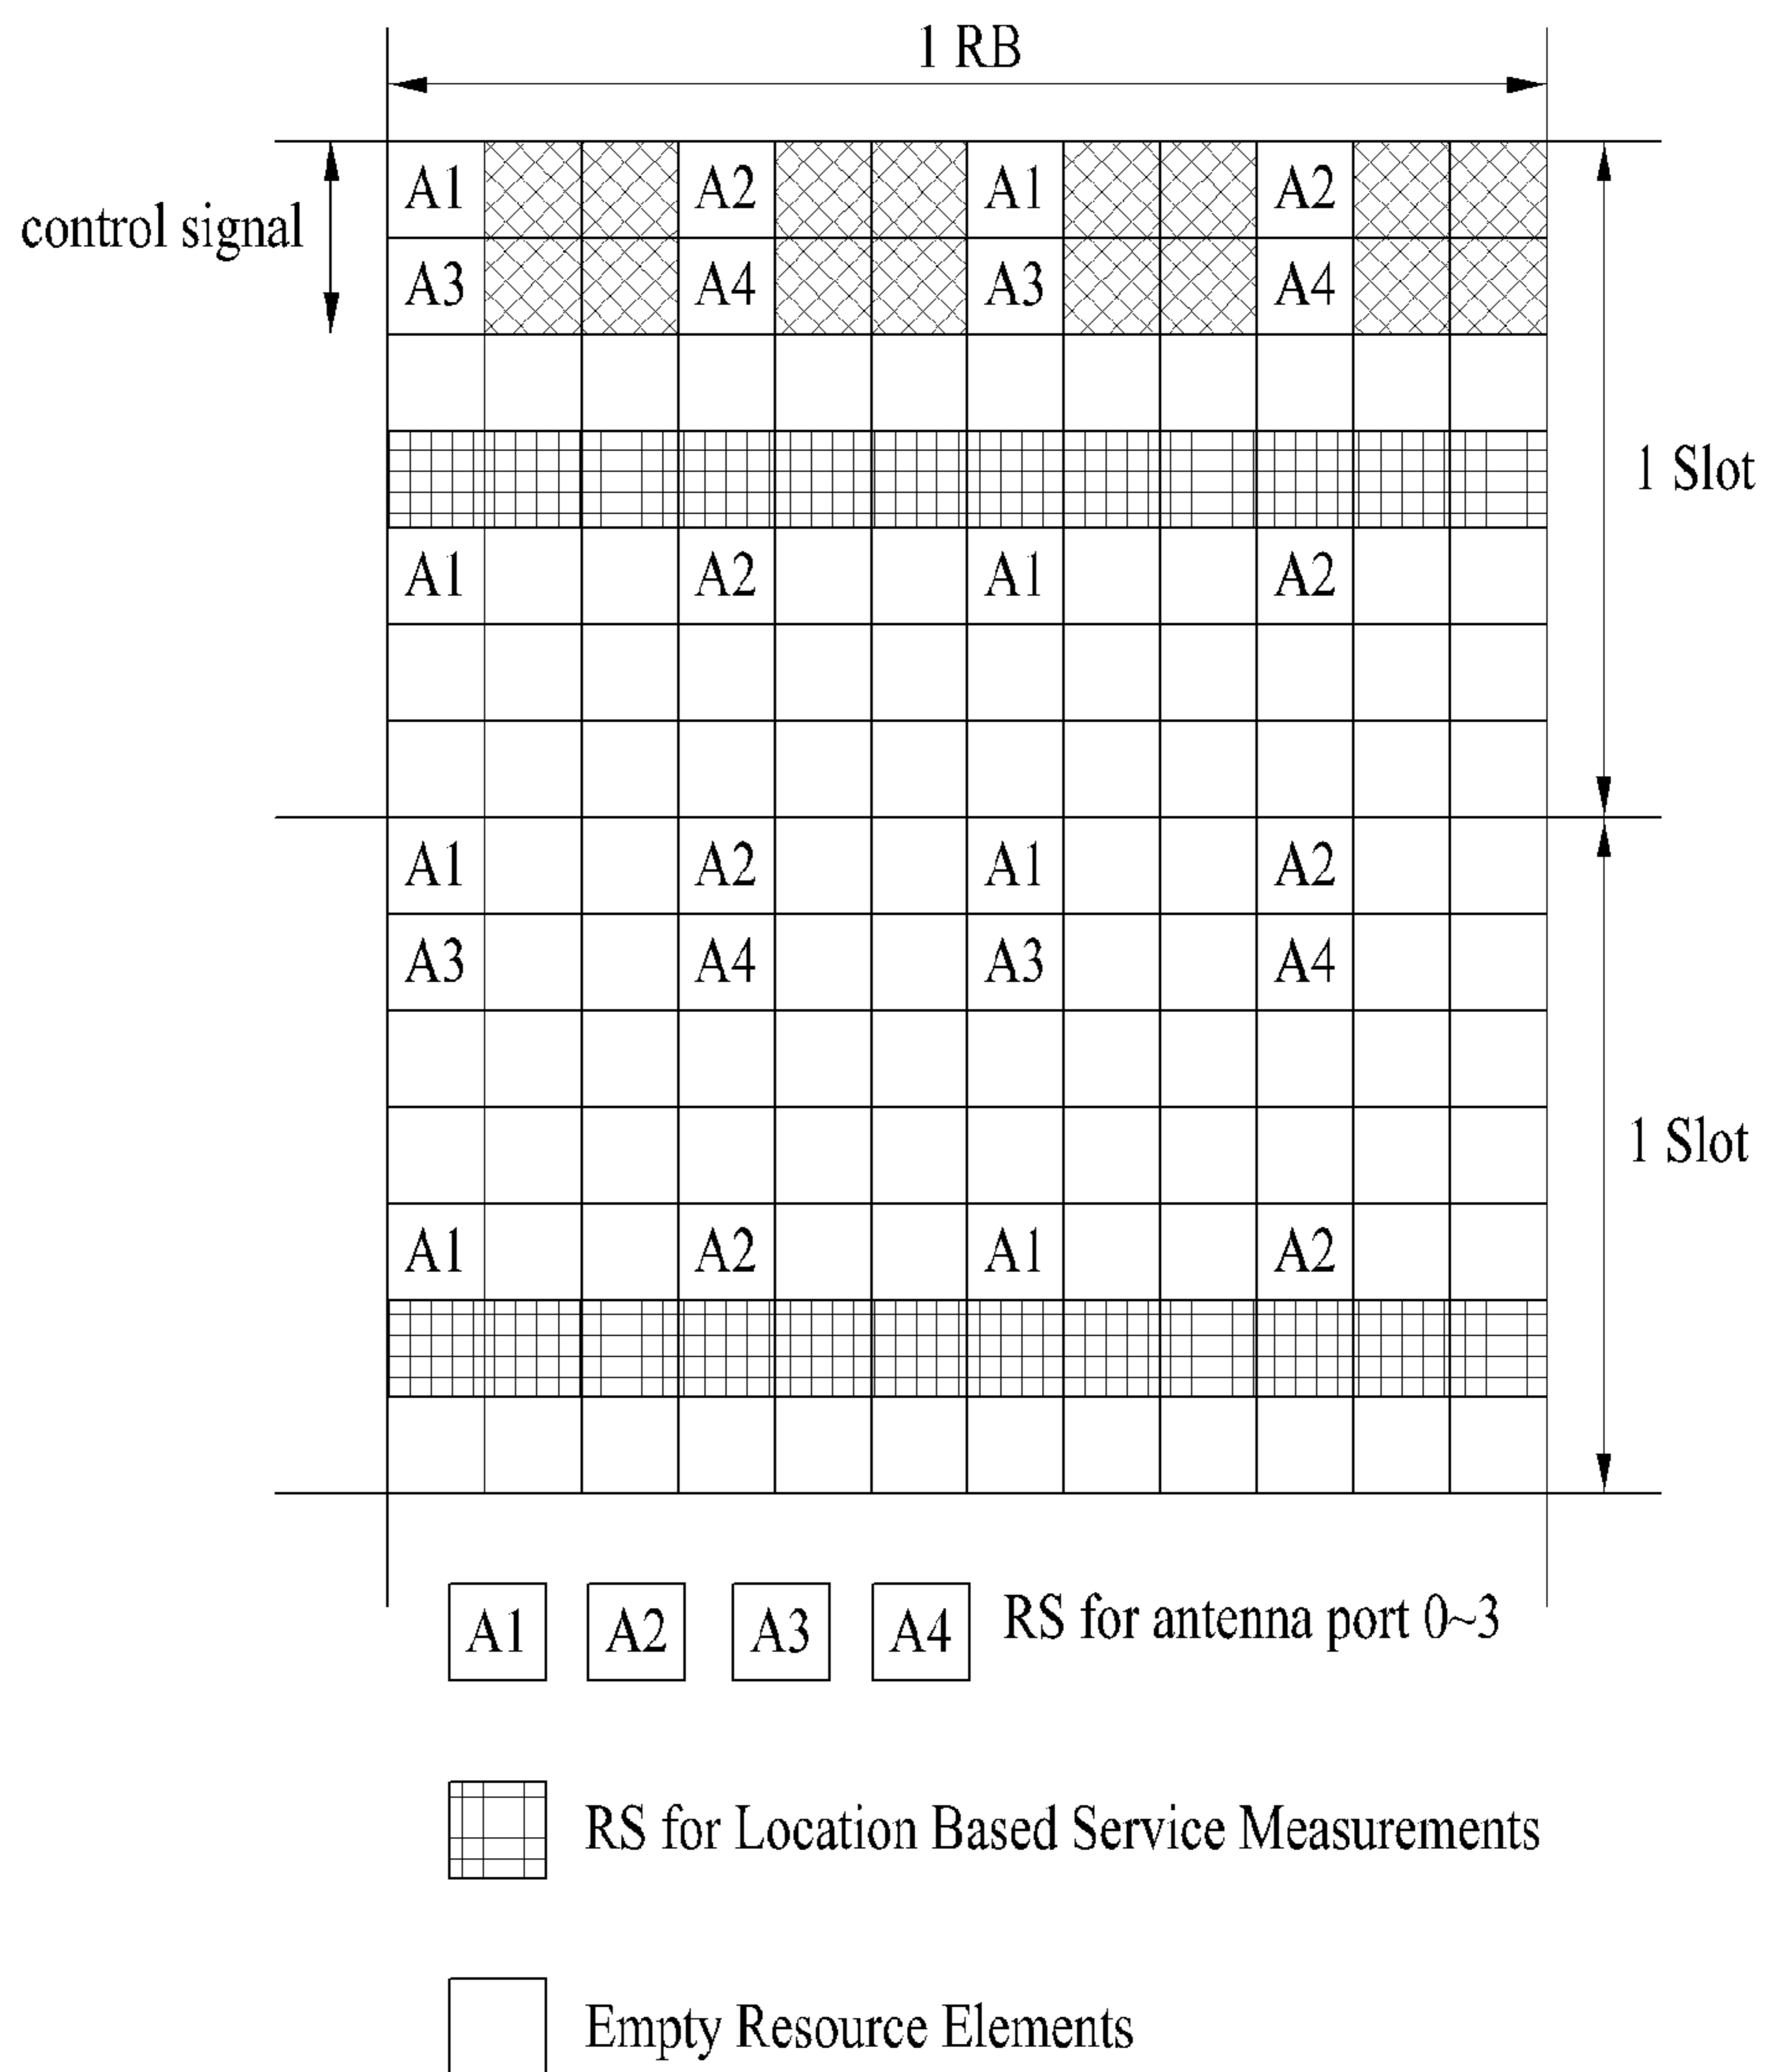 1 RB
A1 A2 A1 A2
control signal
A3 A4 A3 A4
1 Slot
A1 A2 A1 A2
A1 A2 A1 A2
A3 A4 A3 A4
1 Slot
A1 A2 A1 A2
A1 A2 A3 A4 RS for antenna port 0~3
RS for Location Based Service Measurements
Empty Resource Elements